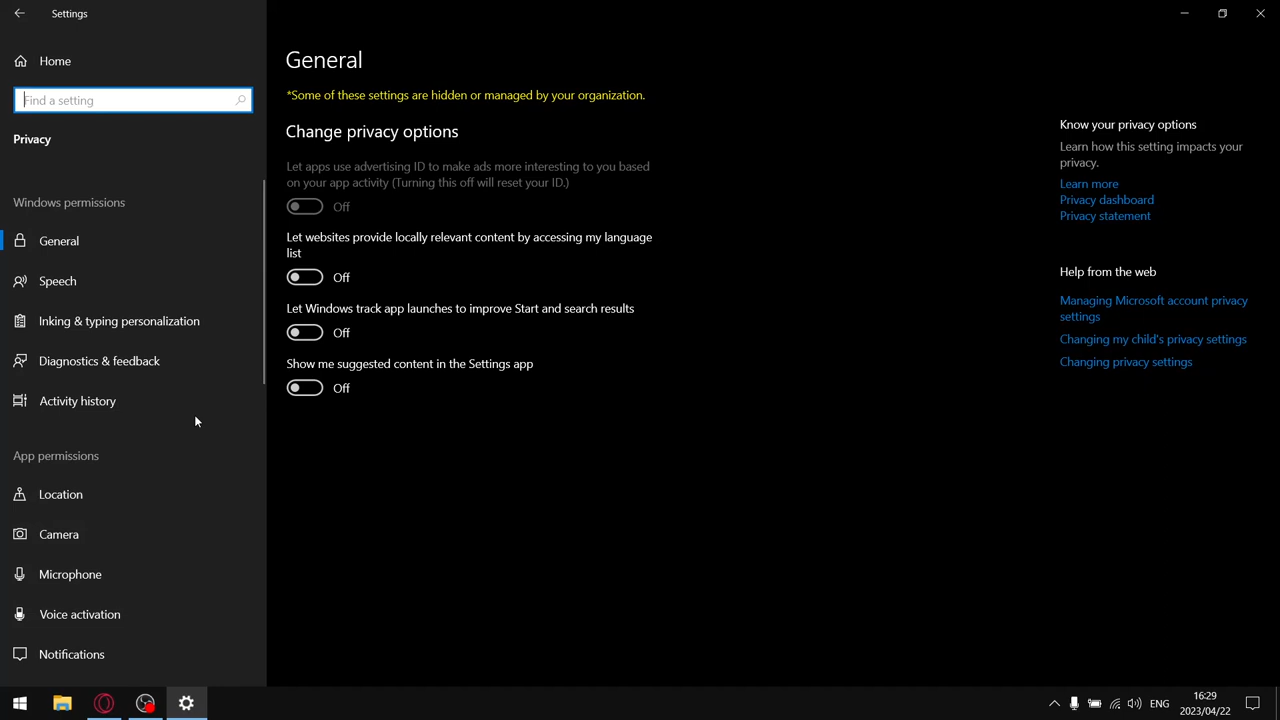 Settings
Home
Find a setting
Privacy
Windows permissions
General
Speech
Inking & typing personalization
Diagnostics & feedback
Activity history
App permissions
Location
Camera
Microphone
Voice activation
Notifications
General
*Some of these settings are hidden or managed by your organization.
Change privacy options
Let apps use advertising ID to make ads more interesting to you based
on your app activity (Turning this off will reset your ID.)
Off
Let websites provide locally relevant content by accessing my language
list
Off
Let Windows track app launches to improve Start and search results
Off
Show me suggested content in the Settings app
Off
Know your privacy options
Learn how this setting impacts your
privacy.
Learn more
Privacy dashboard
Privacy statement
Help from the web
Managing Microsoft account privacy
settings
Changing my child's privacy settings
Changing privacy settings
ENG
16:29
2023/04/22